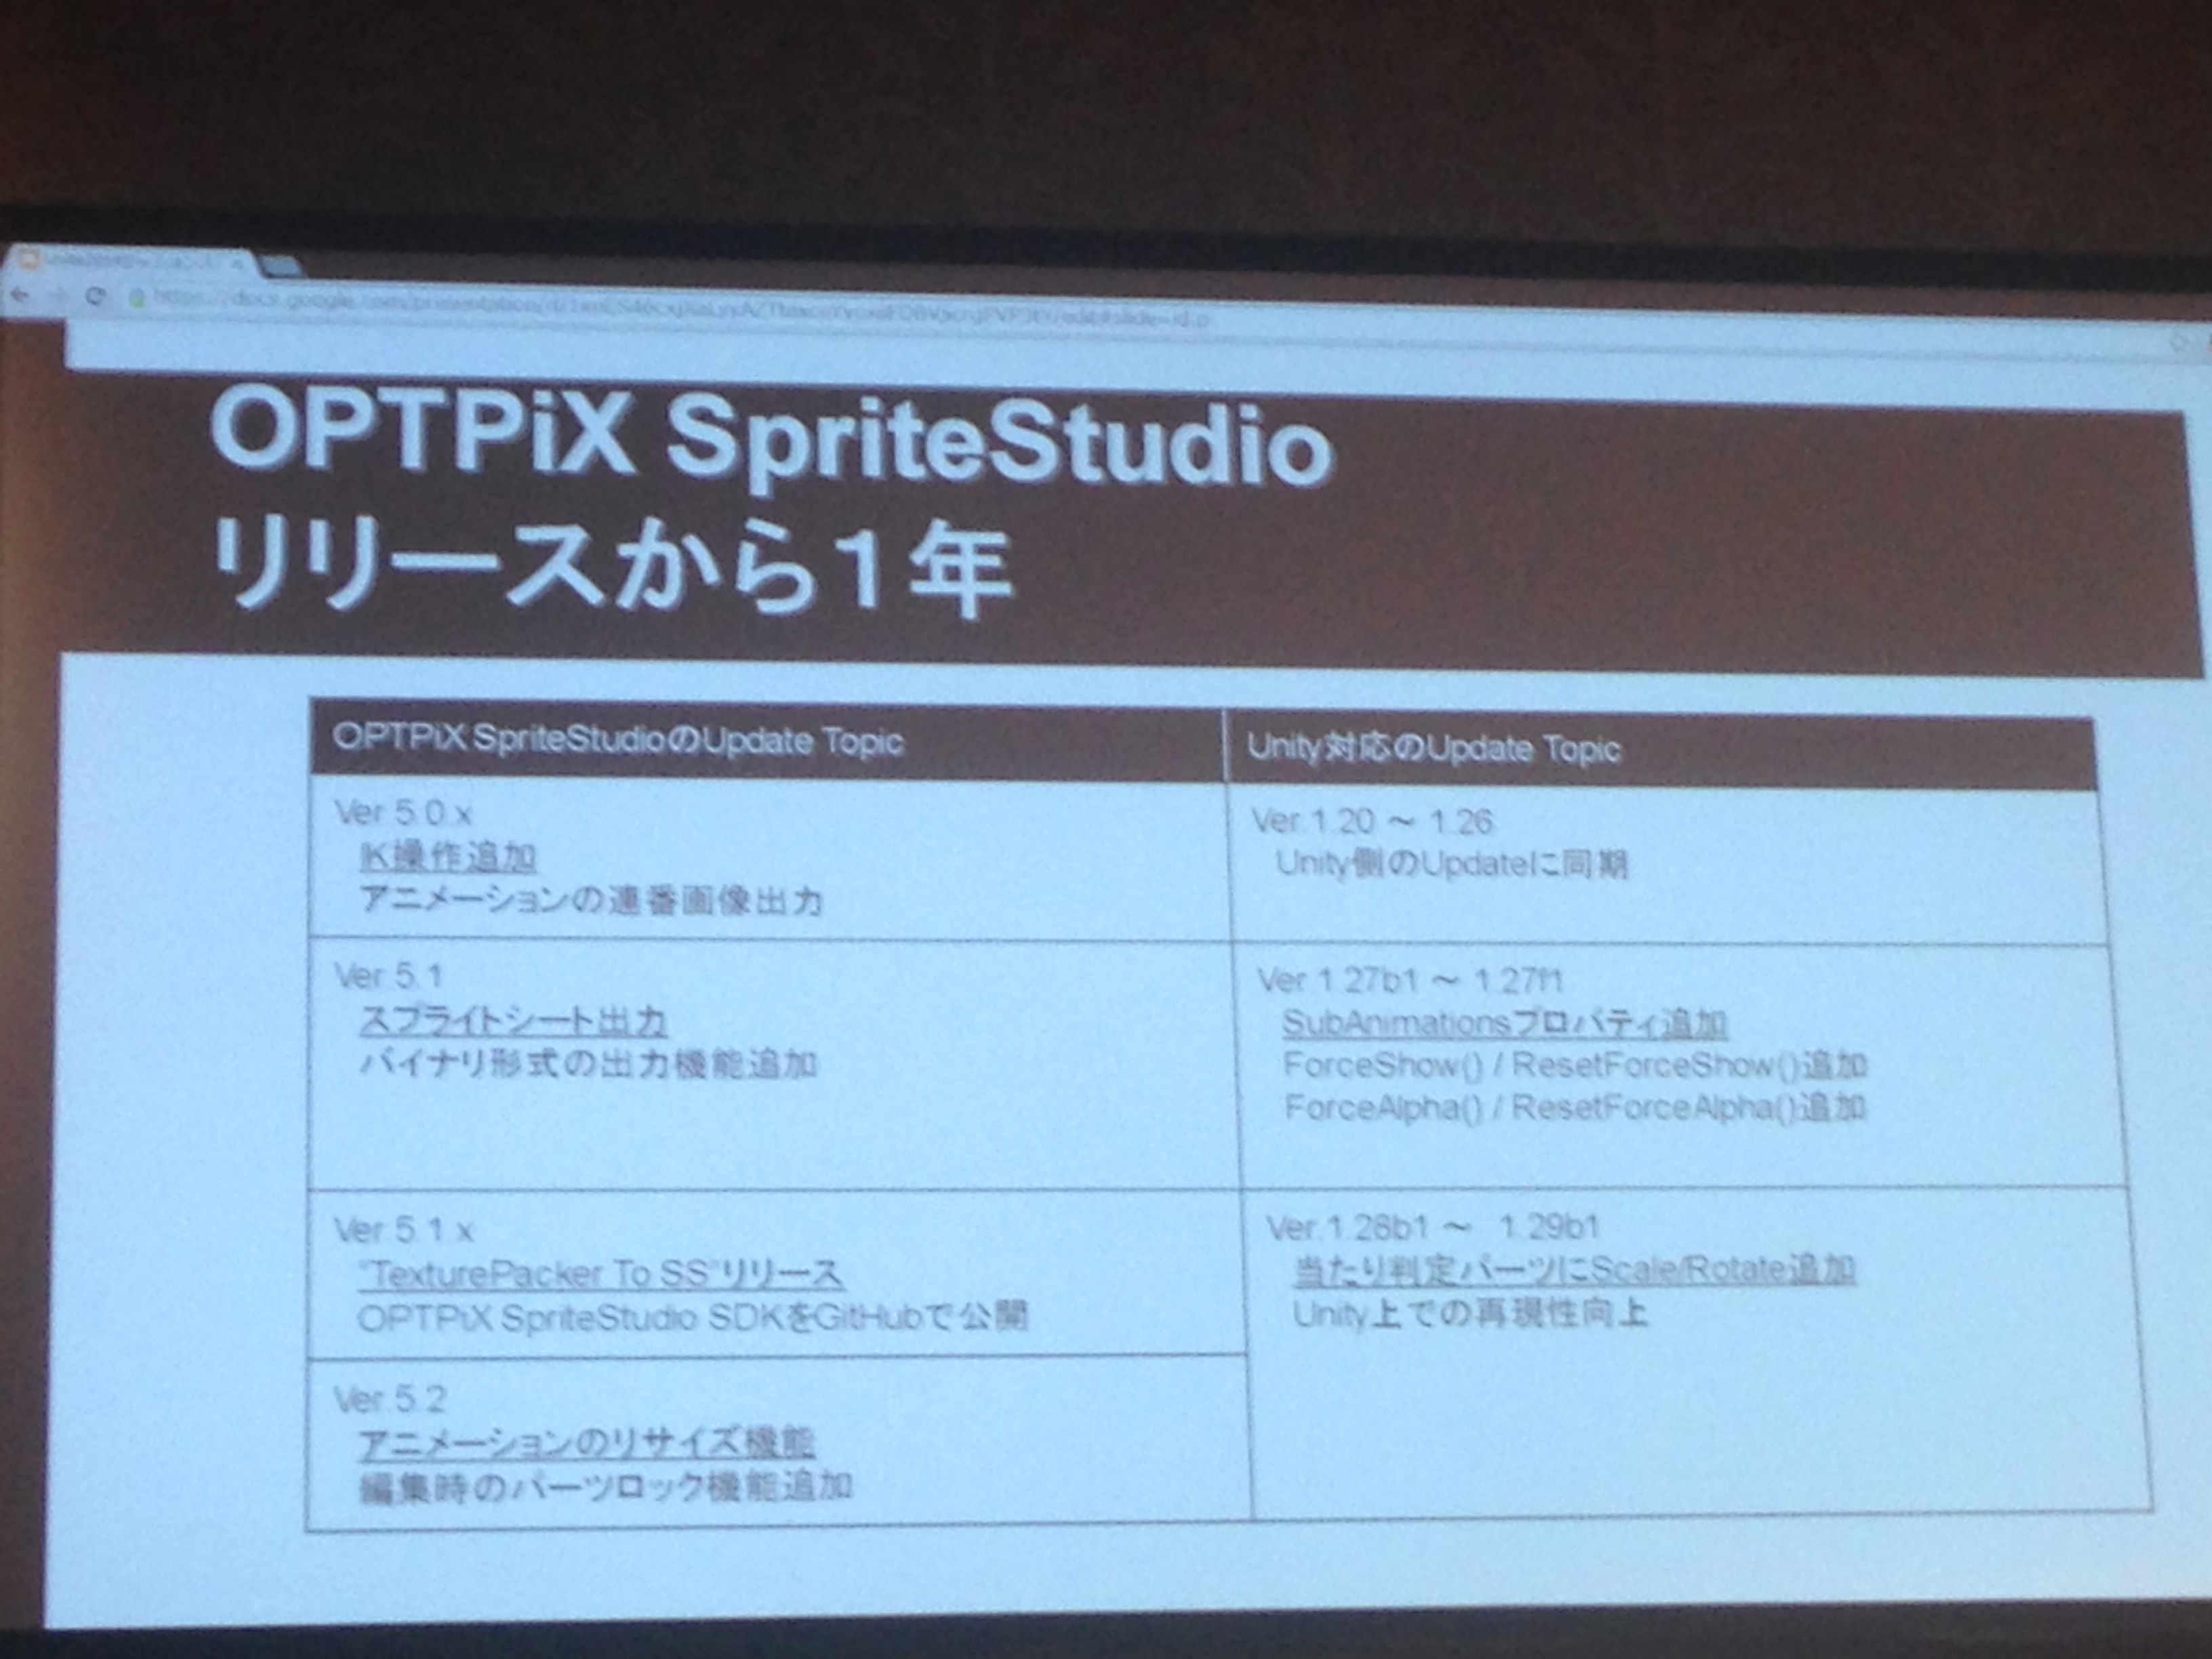 OPTPiX SpriteStudio
リリースから1年
OPTPiX SpriteStudioのUpdate Topic
Unity対応のUpdate Topic
Ver 5.0.x
IK操作追加
アニメーションの連番画像出力
Ver.1.20 ～ 1.26
Unity側のUpdateに同期
Ver 5.1
スプライトシート出力
バイナリ形式の出力機能追加
Ver 1.27b1 ～ 1.27f1
SubAnimationsプロパティ追加
ForceShow() / ResetForceShow()追加
ForceAlpha() / ResetForceAlpha()追加
Ver 5.1.x
"TexturePacker To SS"リリース
OPTPiX SpriteStudio SDKをGitHubで公開
Ver.1.28b1 ～ 1.29b1
当たり判定パーツにScale/Rotate追加
Unity上での再現性向上
Ver.5.2
アニメーションのリサイズ機能
編集時のパーツロック機能追加